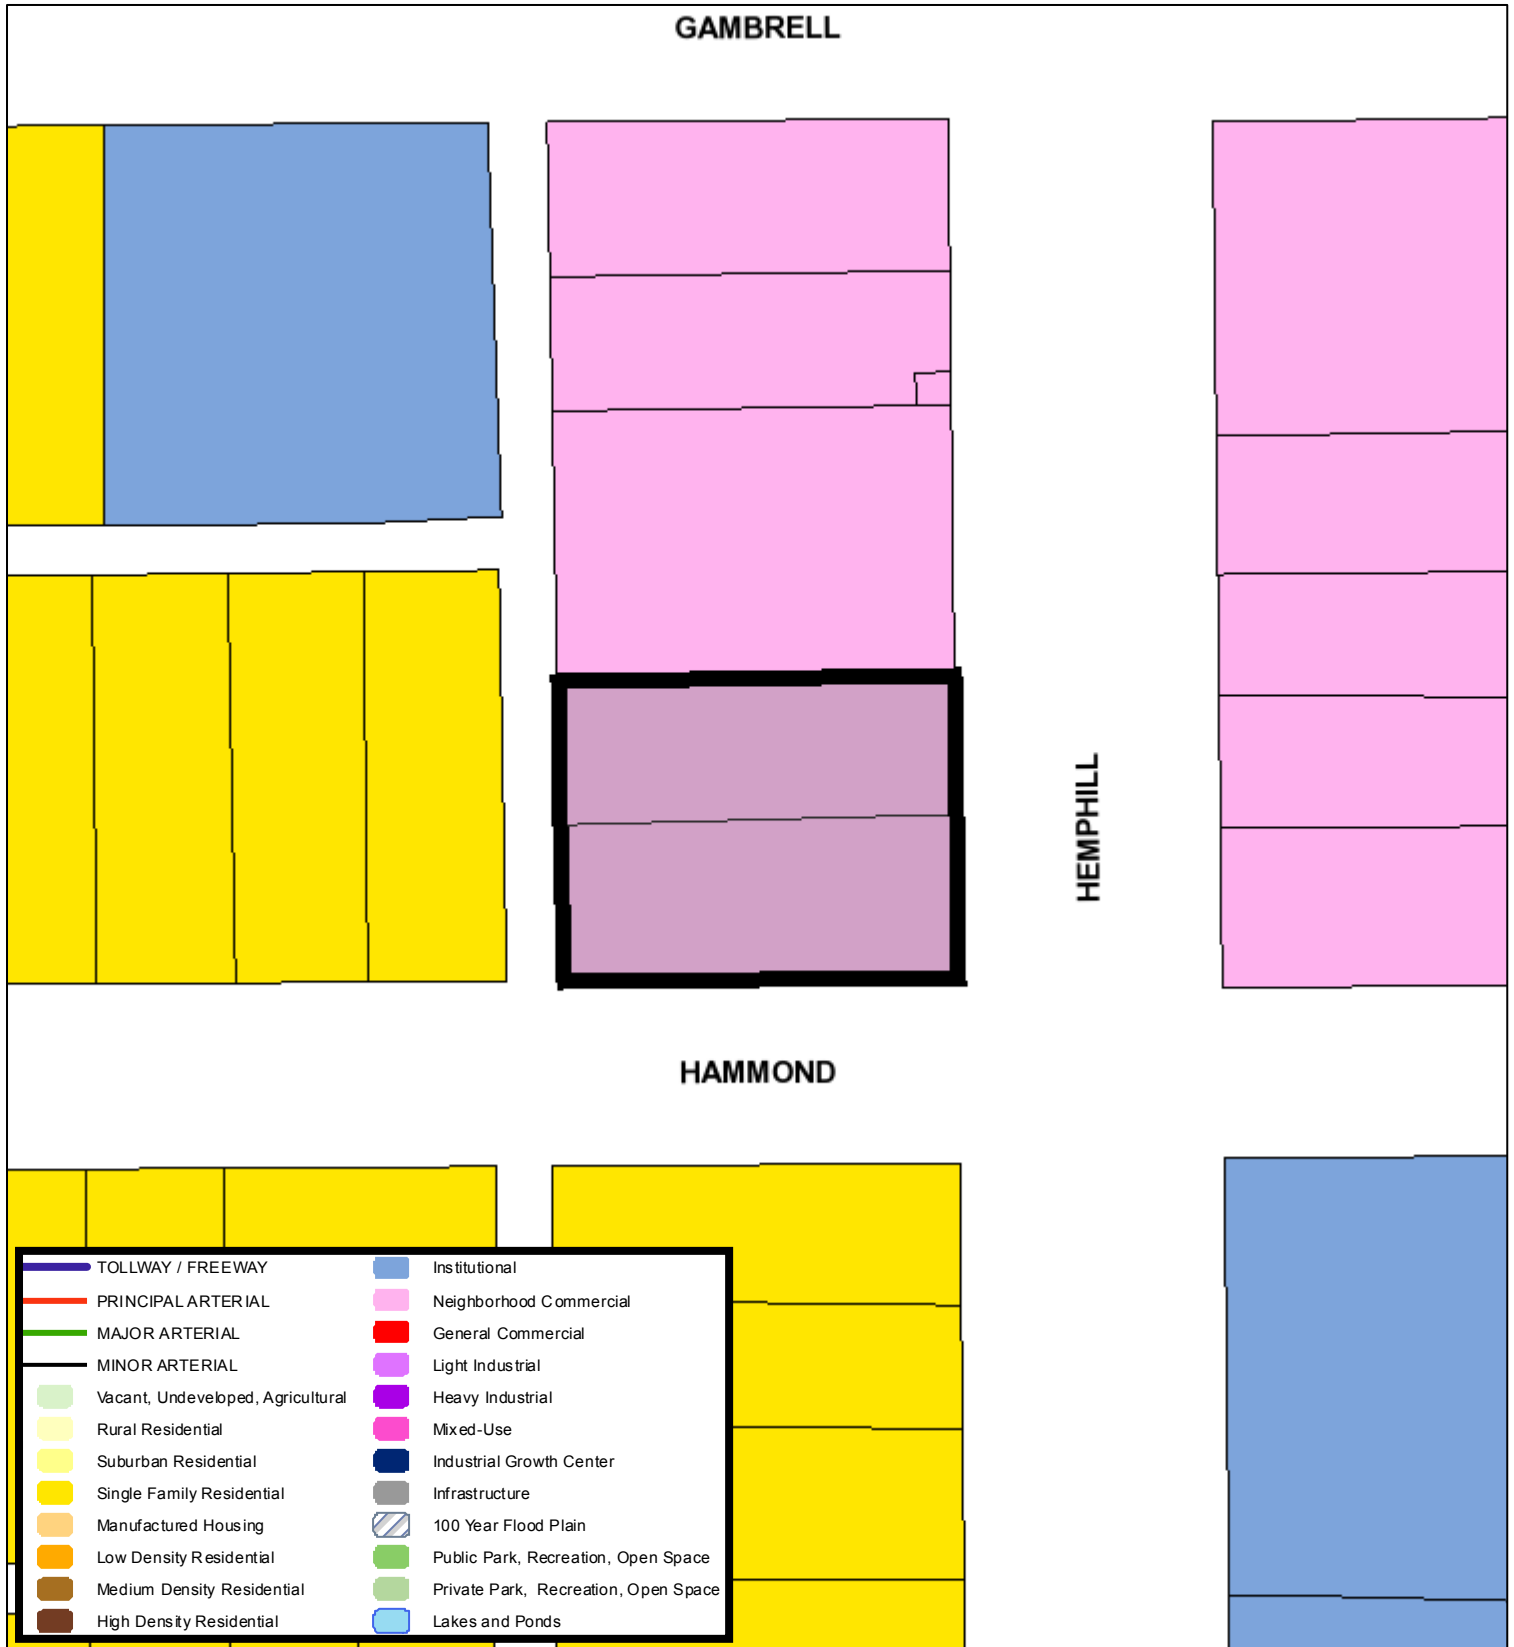 GAMBRELL
HEMPHILL
HAMMOND
TOLLWAY / FREEWAY
PRINCIPAL ARTERIAL
MAJOR ARTERIAL
MINOR ARTERIAL
Vacant, Undeveloped, Agricultural
Rural Residential
Suburban Residential
Single Family Residential
Manufactured Housing
Low Density Residential
Medium Density Residential
High Density Residential
Institutional
Neighborhood Commercial
General Commercial
Light Industrial
Heavy Industrial
Mixed-Use
Industrial Growth Center
Infrastructure
100 Year Flood Plain
Public Park, Recreation, Open Space
Private Park, Recreation, Open Space
Lakes and Ponds